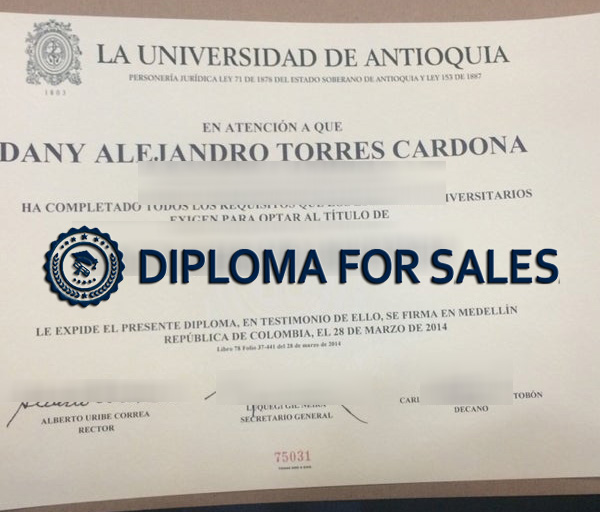 LA UNIVERSIDAD DE ANTIOQUIA
PERSONERÍA JURÍDICA LEY 71 DE 1878 DEL ESTADO SOBERANO DE ANTIOQUIA Y LEY 153 DE 1887
1803
EN ATENCIÓN A QUE
DANY ALEJANDRO TORRES CARDONA
HA COMPLETADO TODOS LOS REQUISITOS QUE
EXIGEN PARA OPTAR AL TÍTULO DE
DIPLOMA FOR SALES
LE EXPIDE EL PRESENTE DIPLOMA, EN TESTIMONIO DE ELLO, SE FIRMA EN MEDELLÍN
REPÚBLICA DE COLOMBIA, EL 28 DE MARZO DE 2014
Libro 78 Folio 37-441 del 28 de marzo de 2014
ALBERTO URIBE CORREA
RECTOR
SECRETARIO GENERAL
TOBÓN
DECANO
75031